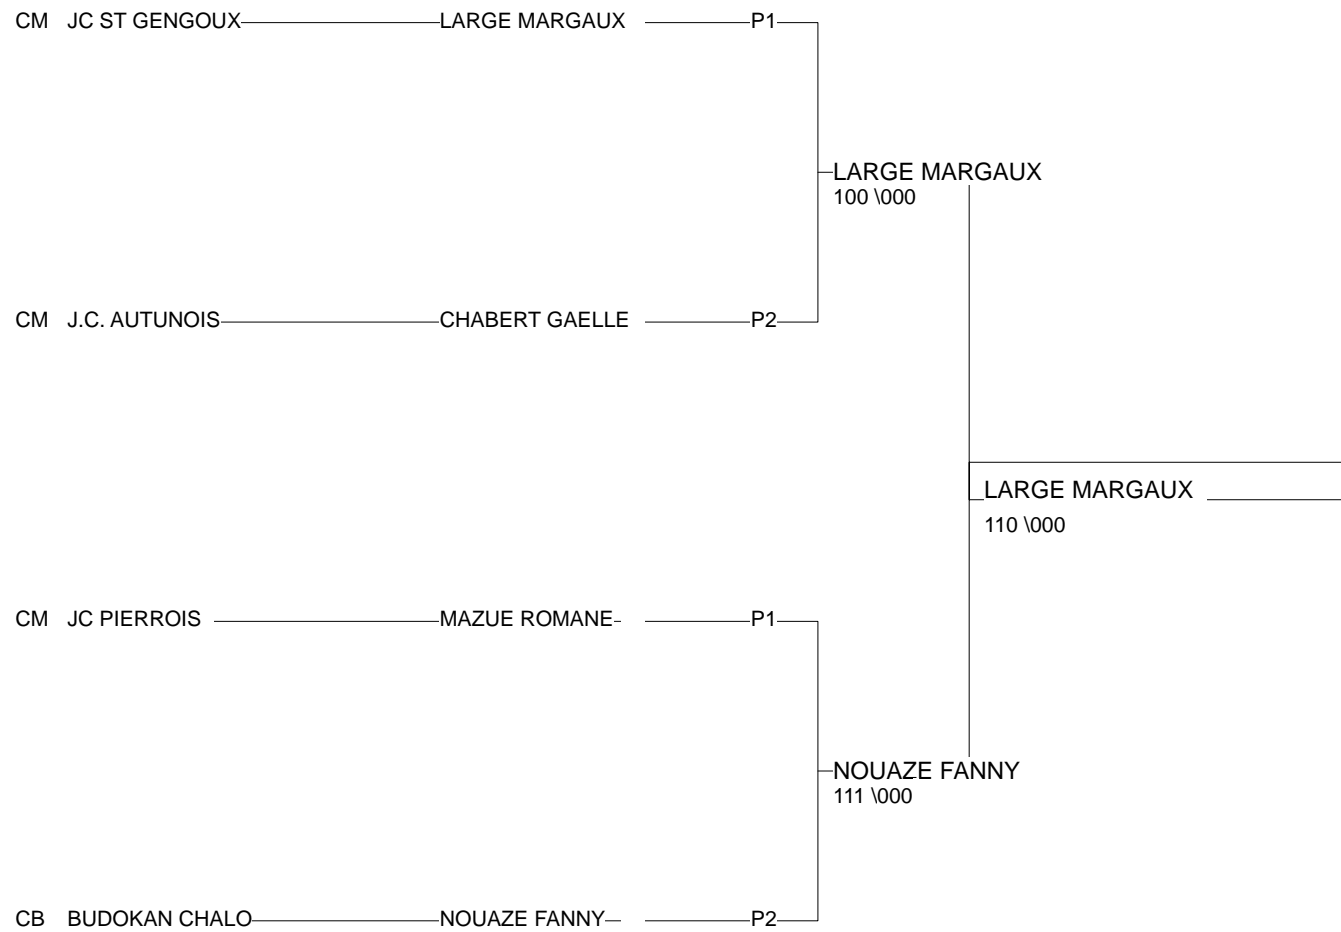 CM JC ST GENGOUX LARGE MARGAUX P1
LARGE MARGAUX
100 \000
CM J.C. AUTUNOIS CHABERT GAELLE P2
LARGE MARGAUX
110 \000
CM JC PIERROIS MAZUE ROMANE P1
NOUAZE FANNY
111 \000
CB BUDOKAN CHALO NOUAZE FANNY P2